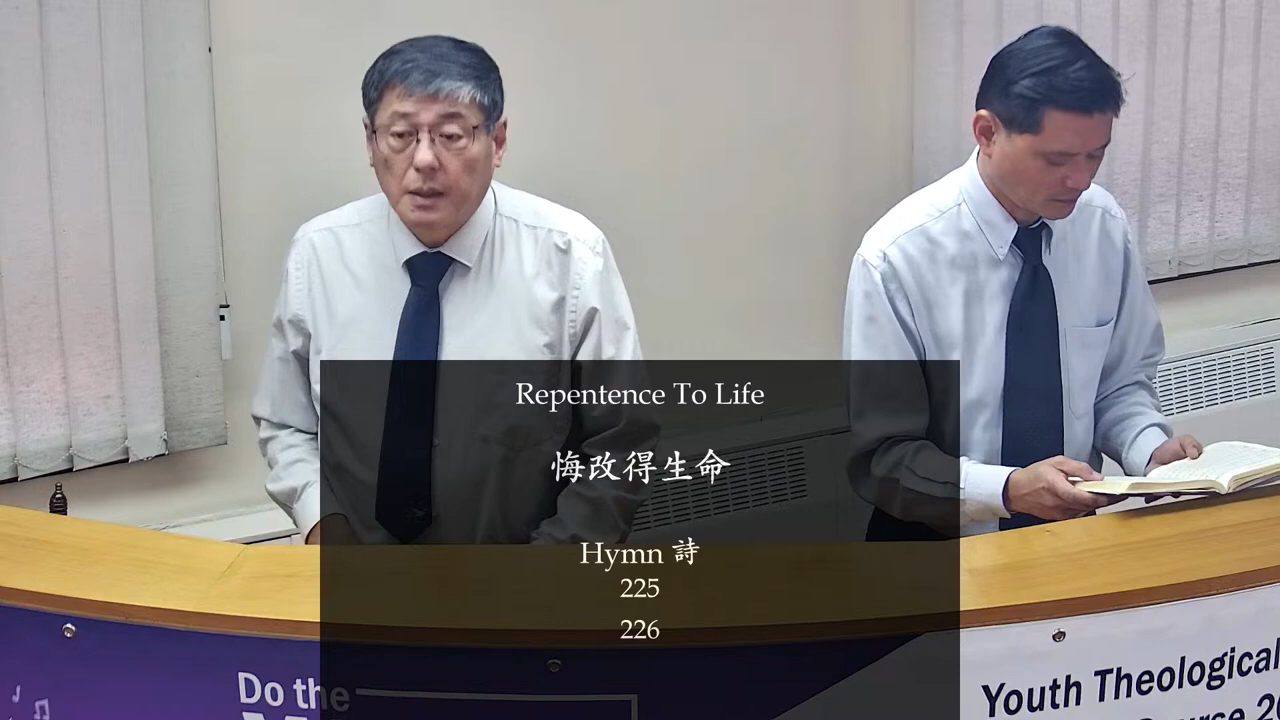 Repentence To Life
悔改得生命
Hymn 詩
225
226
Do the
Youth Theological